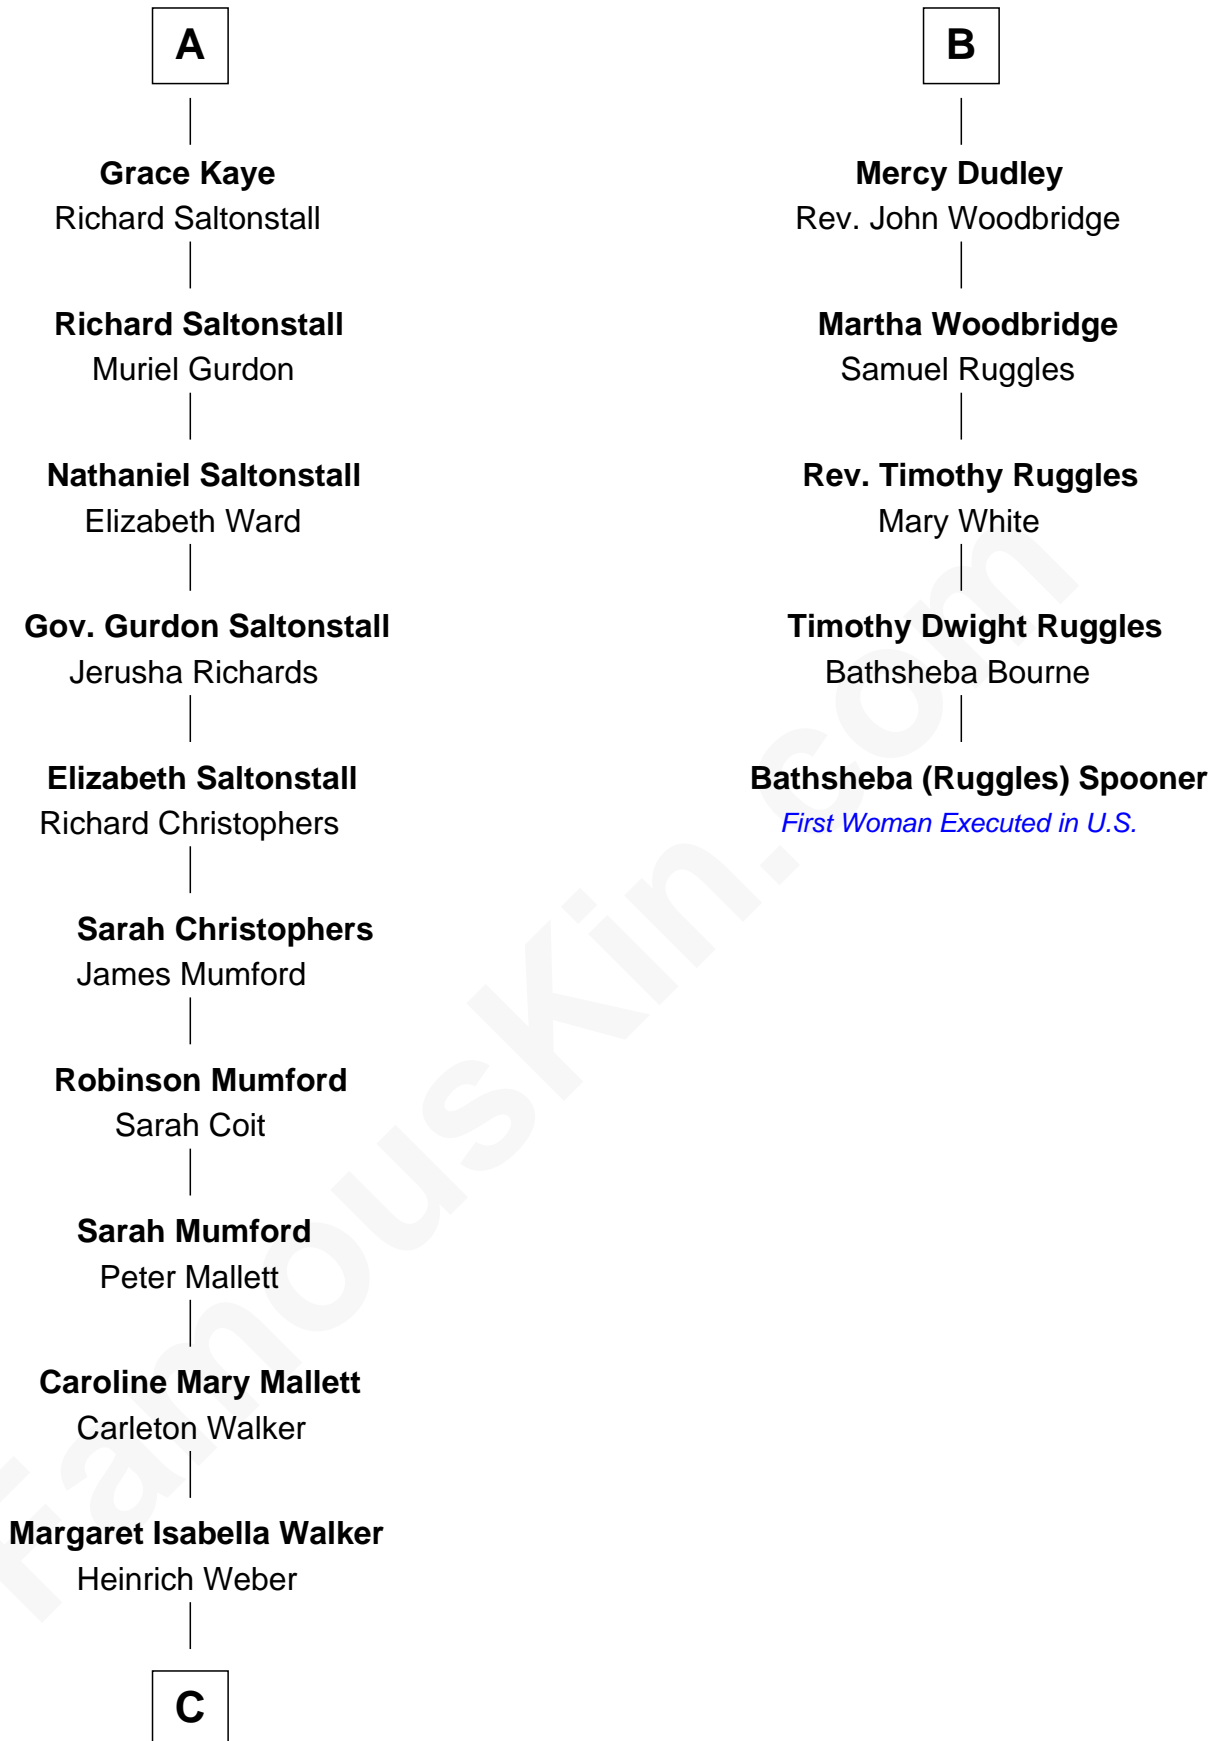 A
Grace Kaye
Richard Saltonstall
Richard Saltonstall
Muriel Gurdon
Nathaniel Saltonstall
Elizabeth Ward
Gov. Gurdon Saltonstall
Jerusha Richards
Elizabeth Saltonstall
Richard Christophers
Sarah Christophers
James Mumford
Robinson Mumford
Sarah Coit
Sarah Mumford
Peter Mallett
Caroline Mary Mallett
Carleton Walker
Margaret Isabella Walker
Heinrich Weber
C
B
Mercy Dudley
Rev. John Woodbridge
Martha Woodbridge
Samuel Ruggles
Rev. Timothy Ruggles
Mary White
Timothy Dwight Ruggles
Bathsheba Bourne
Bathsheba (Ruggles) Spooner
First Woman Executed in U.S.
FamousKin.com